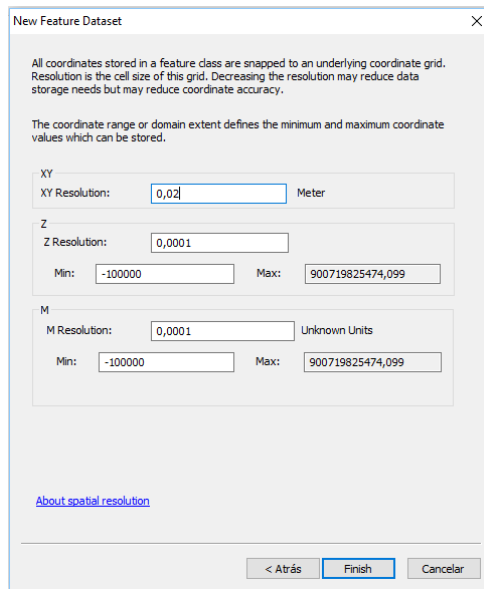 New Feature Dataset
All coordinates stored in a feature class are snapped to an underlying coordinate grid.
Resolution is the cell size of this grid. Decreasing the resolution may reduce data
storage needs but may reduce coordinate accuracy.
The coordinate range or domain extent defines the minimum and maximum coordinate
values which can be stored.
XY
XY Resolution: 0,02 Meter
Z
Z Resolution: 0,0001
Min: -100000 Max: 900719825474,099
M
M Resolution: 0,0001 Unknown Units
Min: -100000 Max: 900719825474,099
About spatial resolution
< Atrás Finish Cancelar